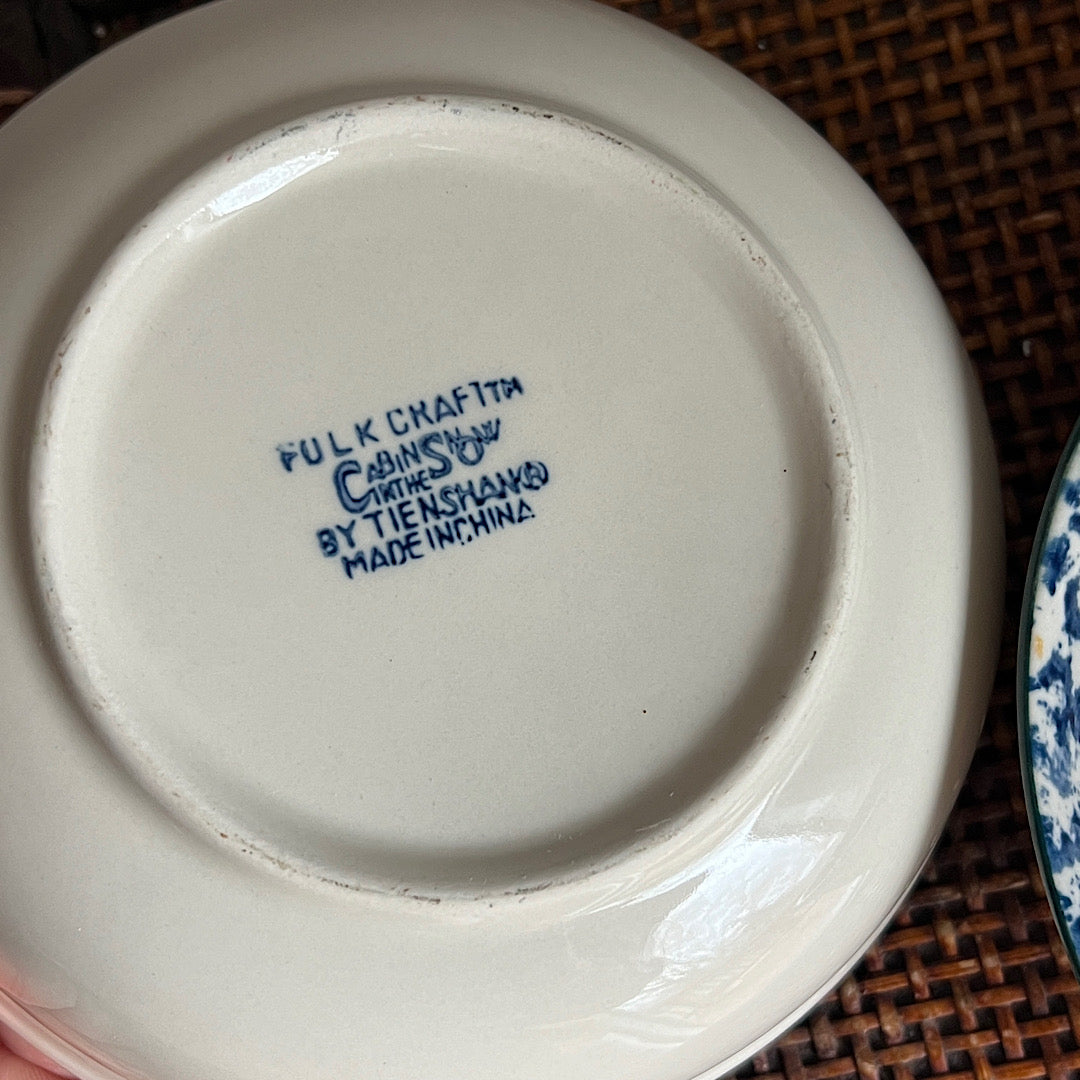 FOLK CRAFT™
CABIN IN THE SNOW
BY TIENSHAN®
MADE IN CHINA